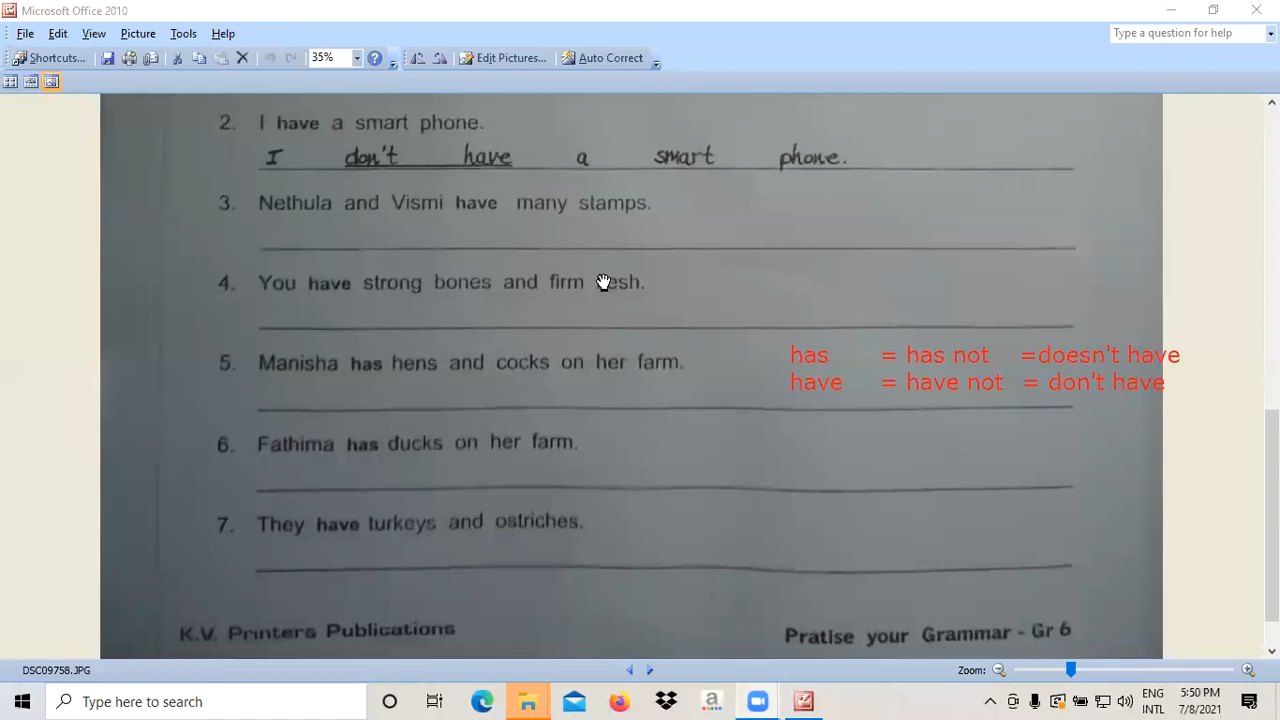 Microsoft Office 2010
File Edit View Picture Tools Help
Type a question for help
Shortcuts... 35% Edit Pictures... Auto Correct
2. I have a smart phone.
I don't have a smart phone.
3. Nethula and Vismi have many stamps.
4. You have strong bones and firm esh.
5. Manisha has hens and cocks on her farm.
has = has not =doesn't have
have = have not = don't have
6. Fathima has ducks on her farm.
7. They have turkeys and ostriches.
K.V. Printers Publications
Pratise your Grammar - Gr 6
DSC09758.JPG Zoom:
Type here to search
ENG 5:50 PM
INTL 7/8/2021